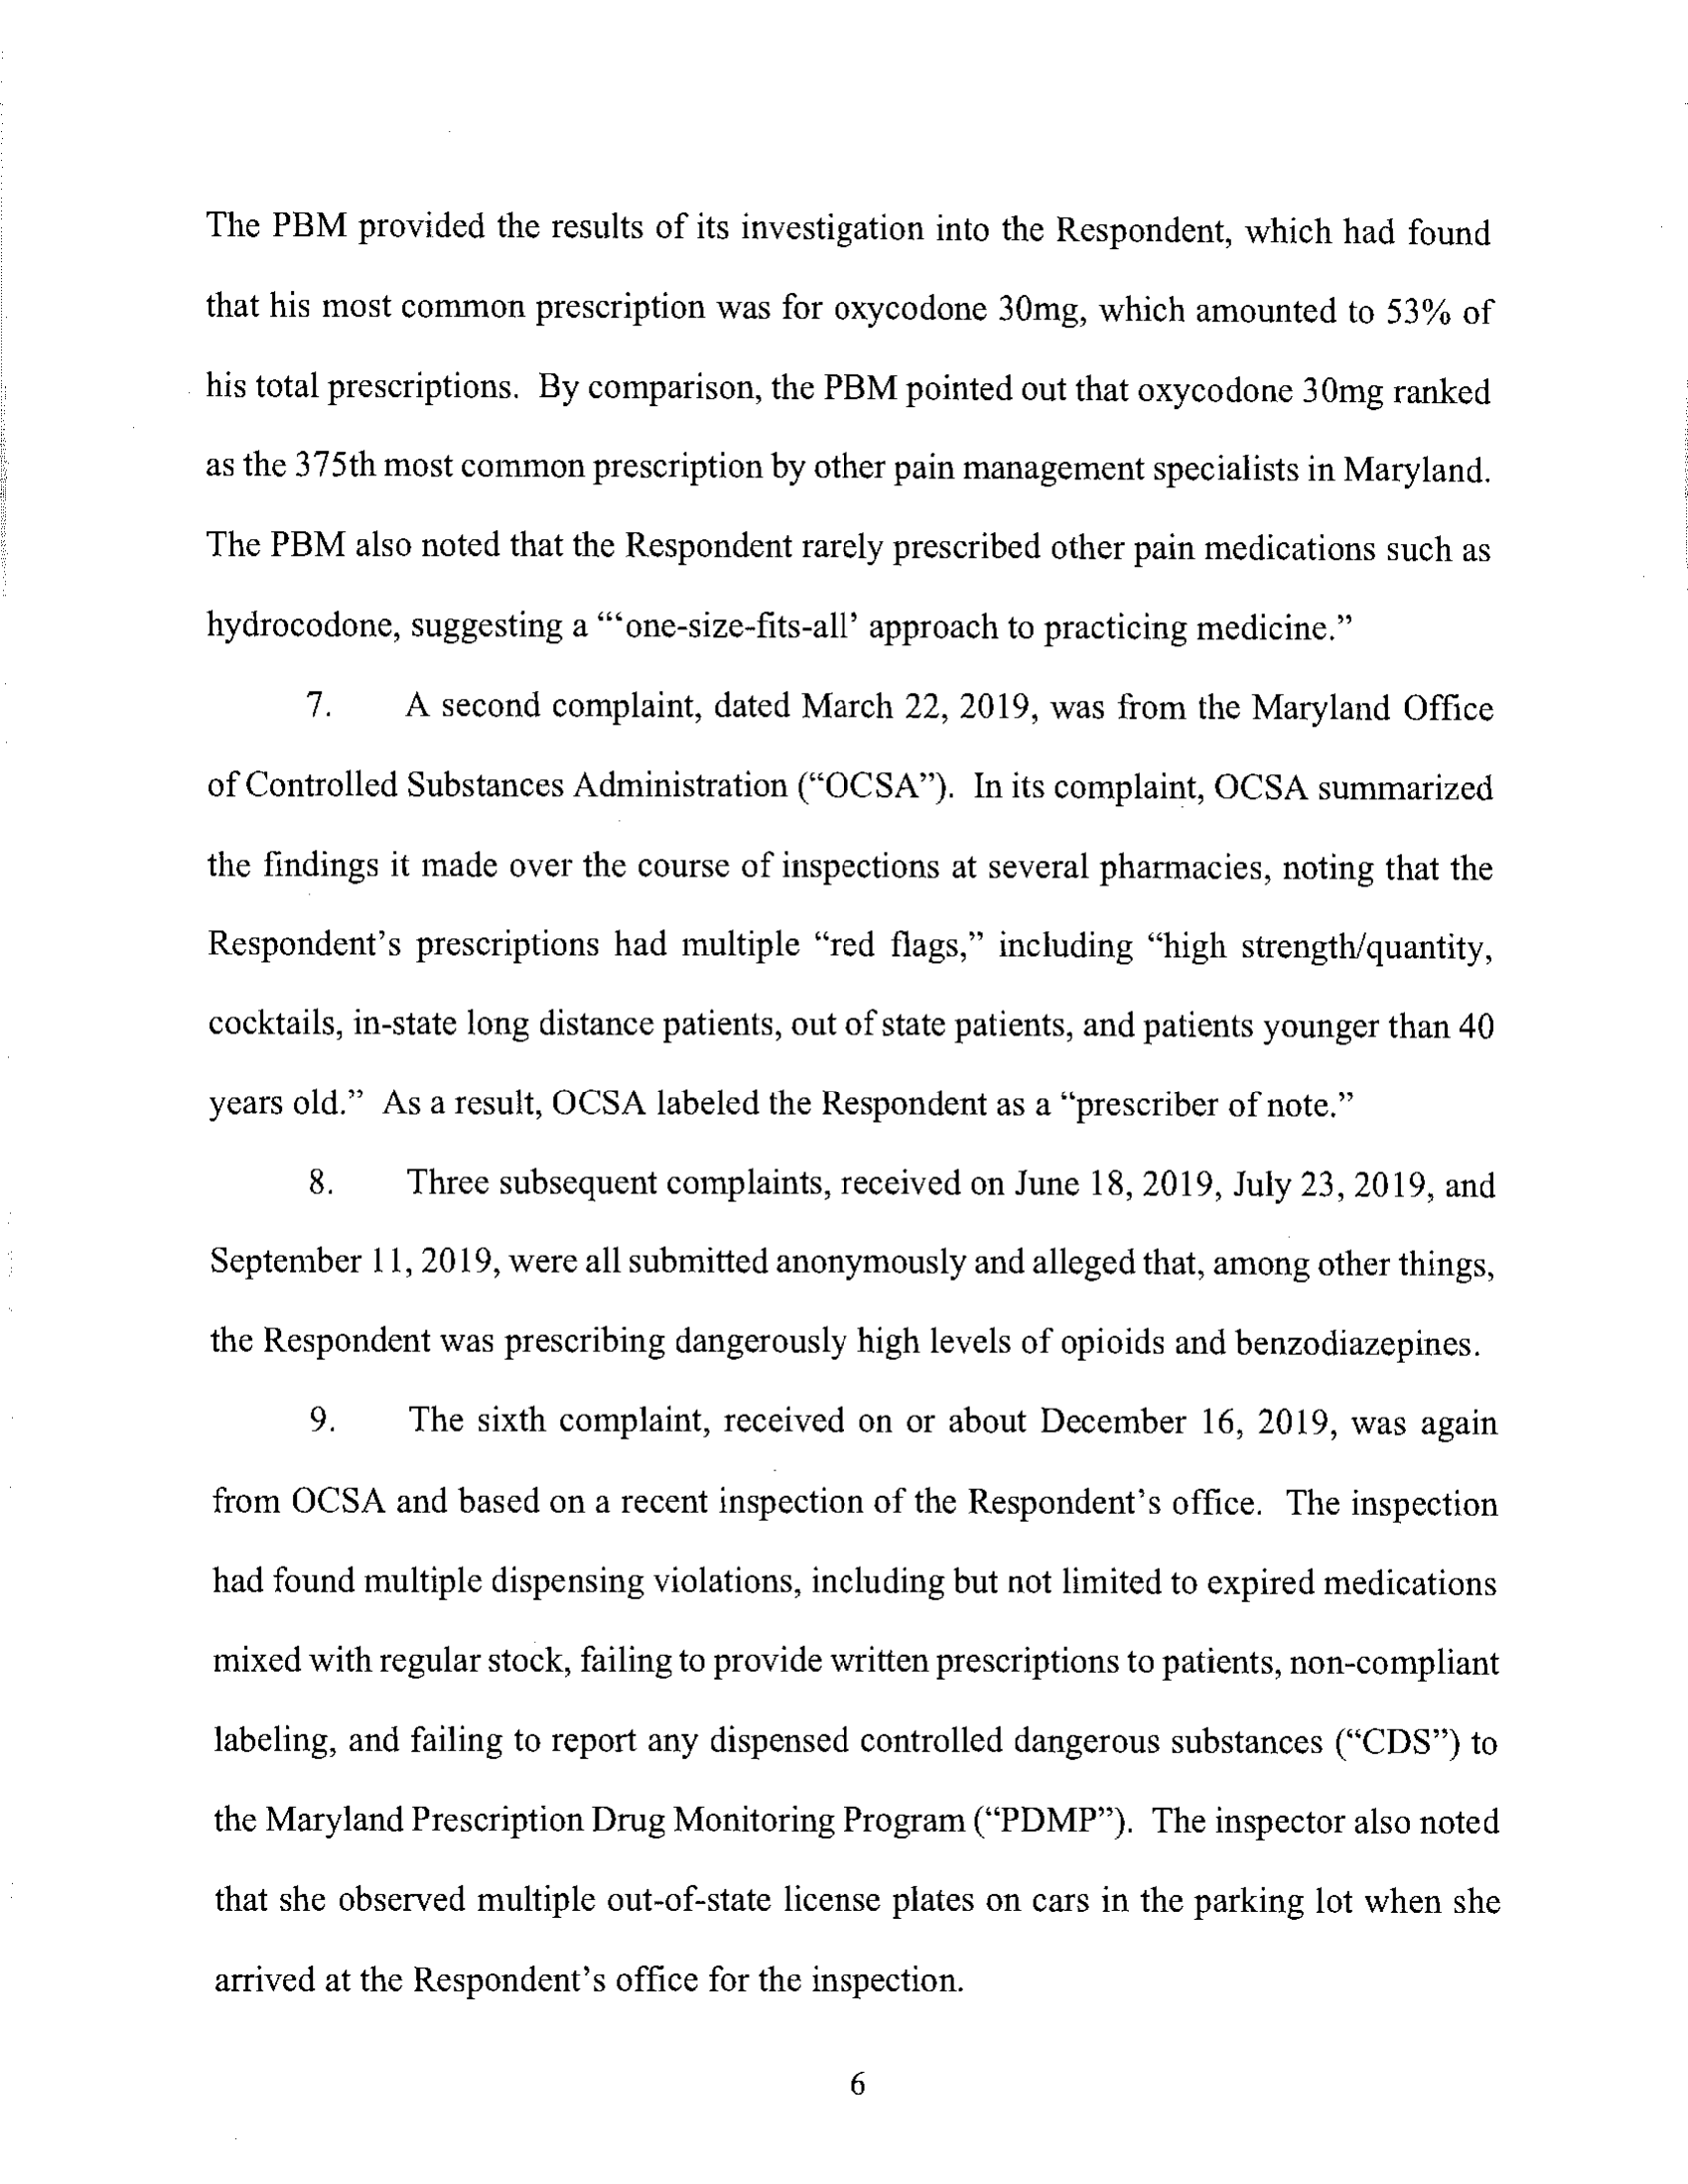 The PBM provided the results of its investigation into the Respondent, which had found
that his most common prescription was for oxycodone 30mg, which amounted to 53% of
his total prescriptions. By comparison, the PBM pointed out that oxycodone 30mg ranked
as the 375th most common prescription by other pain management specialists in Maryland.
The PBM also noted that the Respondent rarely prescribed other pain medications such as
hydrocodone, suggesting a “‘one-size-fits-all’ approach to practicing medicine.”
7. A second complaint, dated March 22, 2019, was from the Maryland Office
of Controlled Substances Administration (“OCSA”). In its complaint, OCSA summarized
the findings it made over the course of inspections at several pharmacies, noting that the
Respondent’s prescriptions had multiple “red flags,” including “high strength/quantity,
cocktails, in-state long distance patients, out of state patients, and patients younger than 40
years old.” As a result, OCSA labeled the Respondent as a “prescriber of note.”
8. Three subsequent complaints, received on June 18, 2019, July 23, 2019, and
September 11, 2019, were all submitted anonymously and alleged that, among other things,
the Respondent was prescribing dangerously high levels of opioids and benzodiazepines.
9. The sixth complaint, received on or about December 16, 2019, was again
from OCSA and based on a recent inspection of the Respondent’s office. The inspection
had found multiple dispensing violations, including but not limited to expired medications
mixed with regular stock, failing to provide written prescriptions to patients, non-compliant
labeling, and failing to report any dispensed controlled dangerous substances (“CDS”) to
the Maryland Prescription Drug Monitoring Program (“PDMP”). The inspector also noted
that she observed multiple out-of-state license plates on cars in the parking lot when she
arrived at the Respondent’s office for the inspection.
6